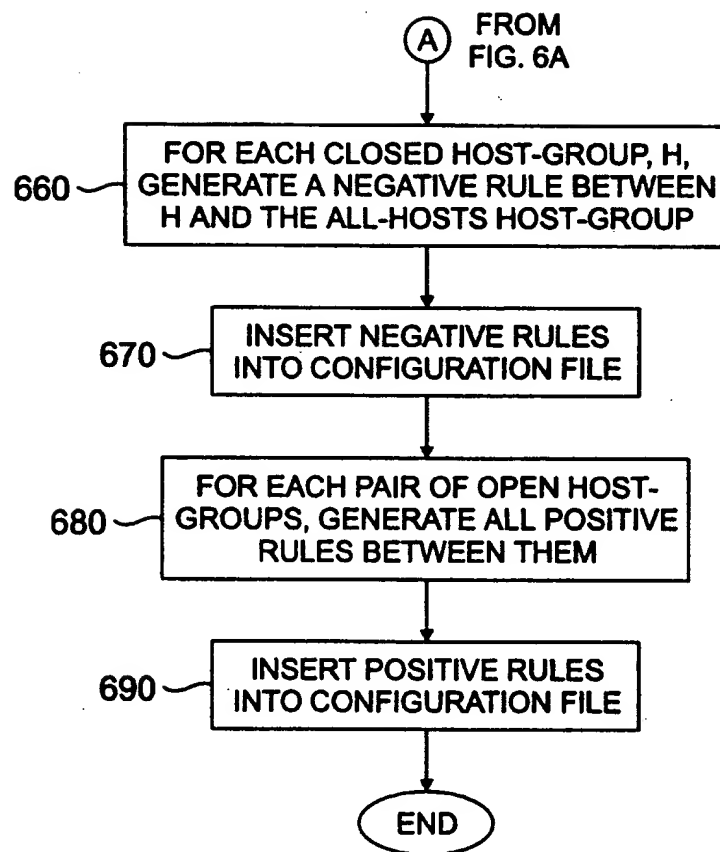 A
FROM
FIG. 6A
660
FOR EACH CLOSED HOST-GROUP, H,
GENERATE A NEGATIVE RULE BETWEEN
H AND THE ALL-HOSTS HOST-GROUP
670
INSERT NEGATIVE RULES
INTO CONFIGURATION FILE
680
FOR EACH PAIR OF OPEN HOST-
GROUPS, GENERATE ALL POSITIVE
RULES BETWEEN THEM
690
INSERT POSITIVE RULES
INTO CONFIGURATION FILE
END